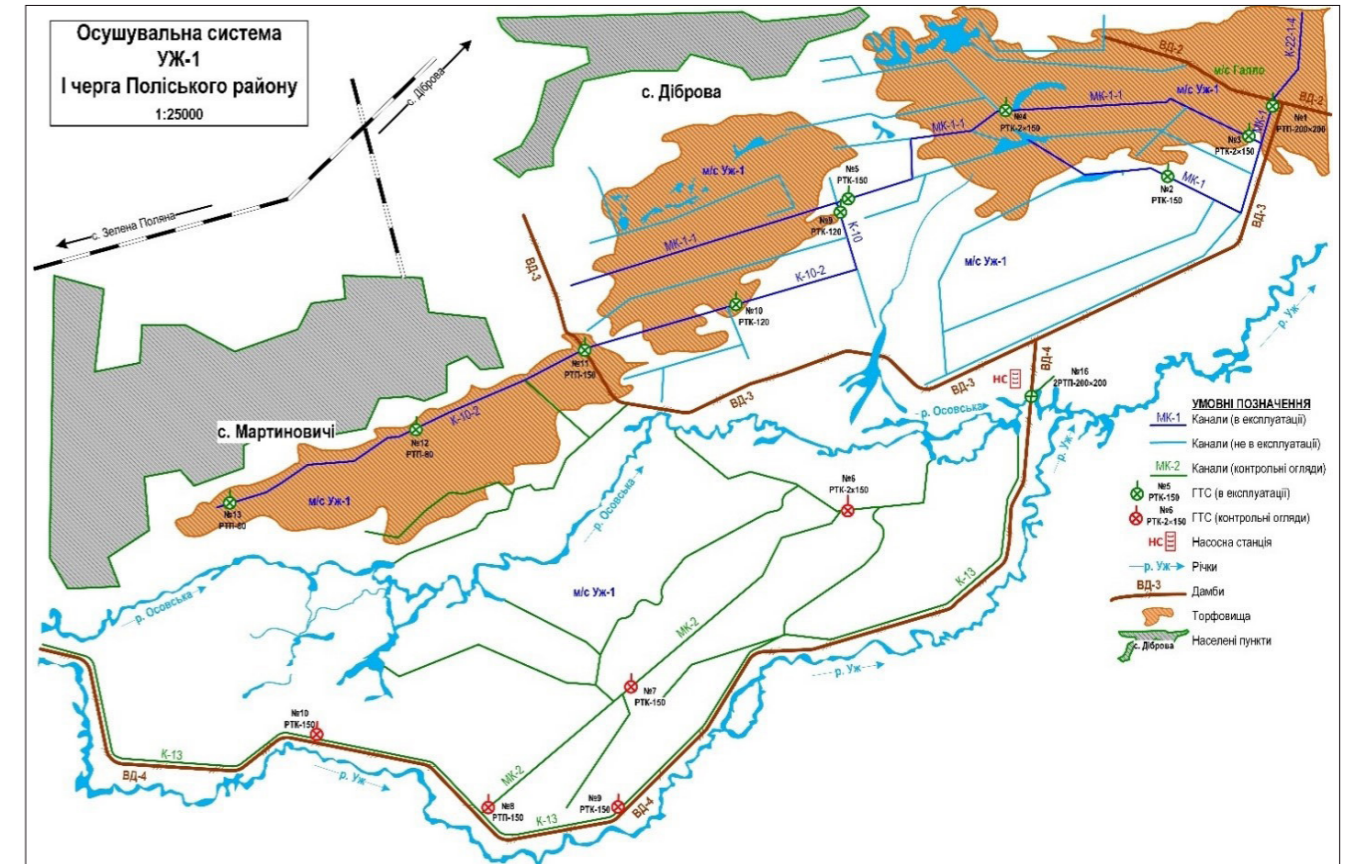 Осушувальна система
УЖ-1
І черга Поліського району
1:25000
с. Діброва
с. Зелена Поляна
с. Діброва
ВД-2
К-22-1-4
м/с Галло
м/с Уж-1
ВД-2
№1
РТП-200×200
МК-1
№3
РТК-2×150
МК-1-1
№4
РТК-2×150
МК-1-1
№2
РТК-150
МК-1
ВД-3
м/с Уж-1
№5
РТК-150
№9
РТК-120
К-10
МК-1-1
К-10-2
м/с Уж-1
ВД-3
№10
РТК-120
№11
РТП-150
ВД-3
ВД-3
ВД-4
р. Уж
НС
№16
2РТП-260×200
р. Осовська
р. Уж
с. Мартиновичі
К-10-2
№12
РТП-80
м/с Уж-1
№13
РТП-80
р. Осовська
р. Осовська
№6
РТК-2х150
м/с Уж-1
МК-2
К-13
р. Уж
№7
РТК-150
№10
РТК-150
К-13
ВД-4
р. Уж
МК-2
№8
РТП-150
№9
РТК-150
К-13
ВД-4
УМОВНІ ПОЗНАЧЕННЯ
МК-1 Канали (в експлуатації)
Канали (не в експлуатації)
МК-2 Канали (контрольні огляди)
№5
РТК-150 ГТС (в експлуатації)
№6
РТК-2×150 ГТС (контрольні огляди)
НС Насосна станція
р. Уж Річки
ВД-3 Дамби
Торфовища
с. Діброва Населені пункти